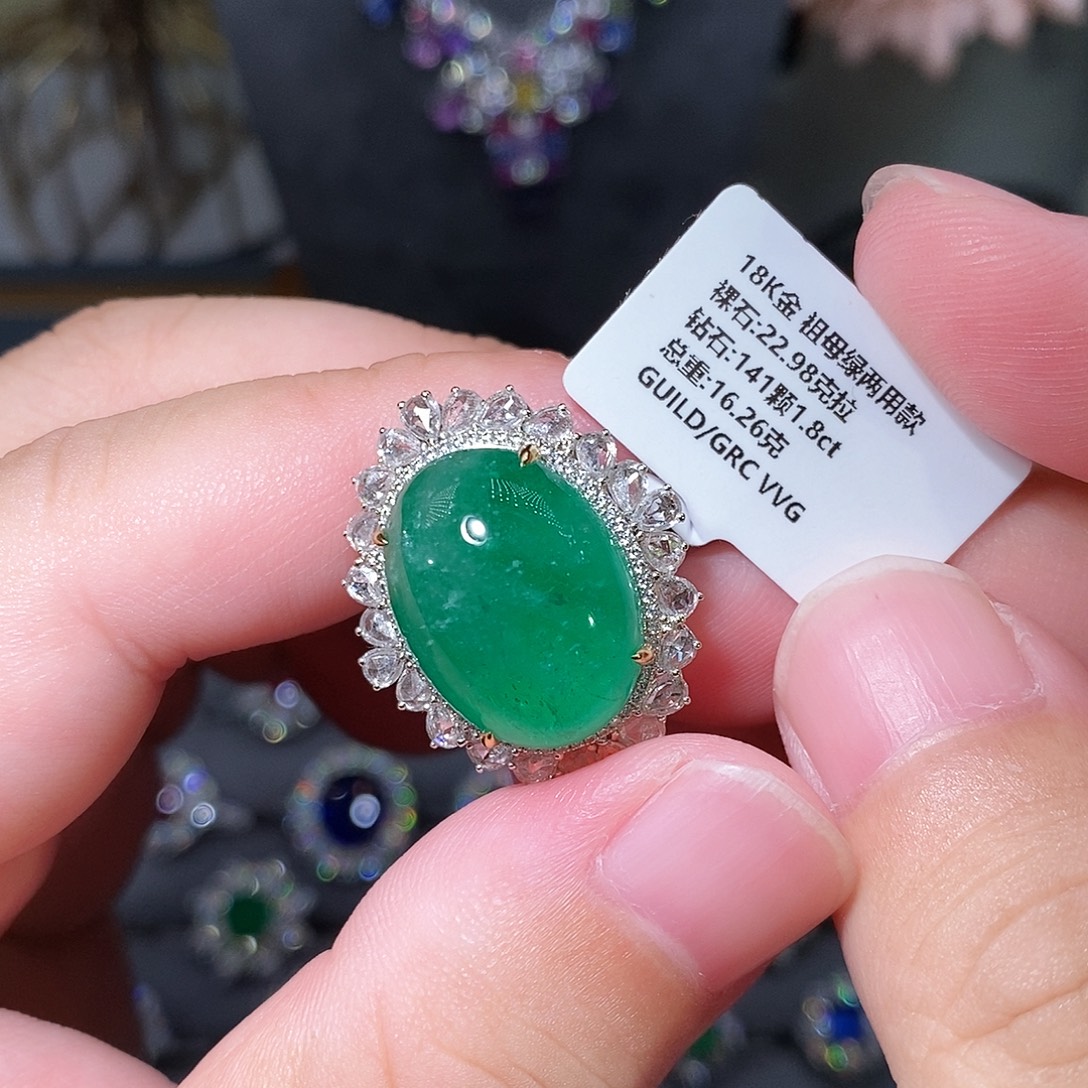 18K金 祖母绿两用款
裸石:22.98克拉
钻石:141颗1.8ct
总重:16.26克
GUILD/GRC VVG